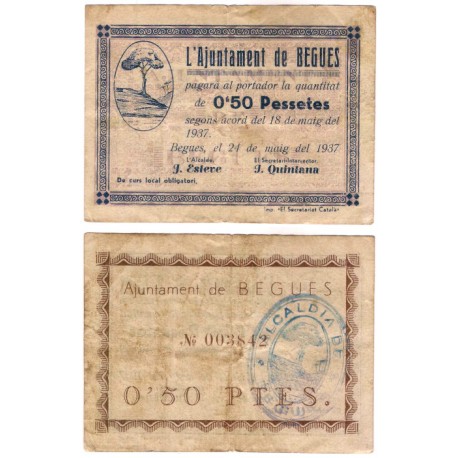 L'Ajuntament de BEGUES
pagarà al portador la quantitat
de 0'50 Pessetes
segons acord del 18 de maig del
1937.
Begues, el 24 de maig del 1937
L'Alcalde, El Secretari-Interventor,
J. Esteve J. Quintana
De curs local obligatori.
Imp. «El Secretariat Català»
Ajuntament de BEGUES
№ 003842
0'50 PTES.
ALCALDIA DE